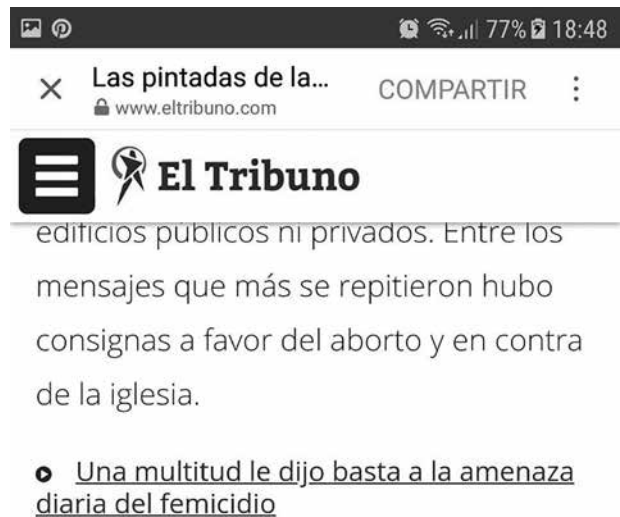 77% 18:48
Las pintadas de la...
COMPARTIR
www.eltribuno.com
El Tribuno
edificios públicos ni privados. Entre los
mensajes que más se repitieron hubo
consignas a favor del aborto y en contra
de la iglesia.
Una multitud le dijo basta a la amenaza
diaria del femicidio